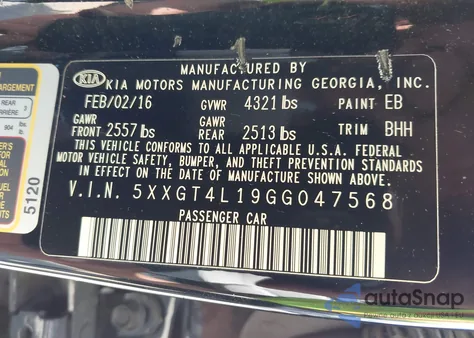 MANUFACTURED BY
KIA KIA MOTORS MANUFACTURING GEORGIA, INC.
FEB/02/16 GVWR 4321 lbs PAINT EB
GAWR GAWR
FRONT 2557 lbs REAR 2513 lbs TRIM BHH
THIS VEHICLE CONFORMS TO ALL APPLICABLE U.S.A. FEDERAL
MOTOR VEHICLE SAFETY, BUMPER, AND THEFT PREVENTION STANDARDS
IN EFFECT ON THE DATE OF MANUFACTURE SHOWN ABOVE.
V.I.N. 5XXGT4L19GG047568
PASSENGER CAR
REAR
5120
autoSnap